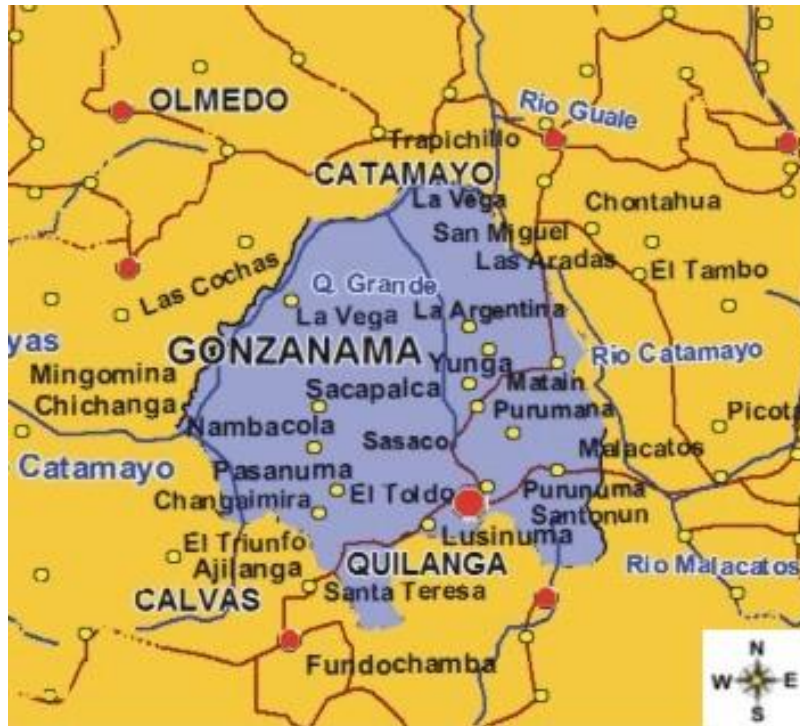 OLMEDO
Rio Guale
Trapichillo
CATAMAYO
La Vega
Chontahua
San Miguel
Las Aradas
El Tambo
Las Cochas
Q. Grande
La Vega
La Argentina
yas
GONZANAMA
Yunga
Rio Catamayo
Mingomina
Sacapalca
Matain
Chichanga
Purumana
Picota
Nambacola
Sasaco
Malacatos
Catamayo
Pasanuma
Changaimira
El Toldo
Purunuma
Santonun
El Triunfo
Lusinuma
Ajilanga
QUILANGA
Rio Malacatos
CALVAS
Santa Teresa
Fundochamba
N
W E
S